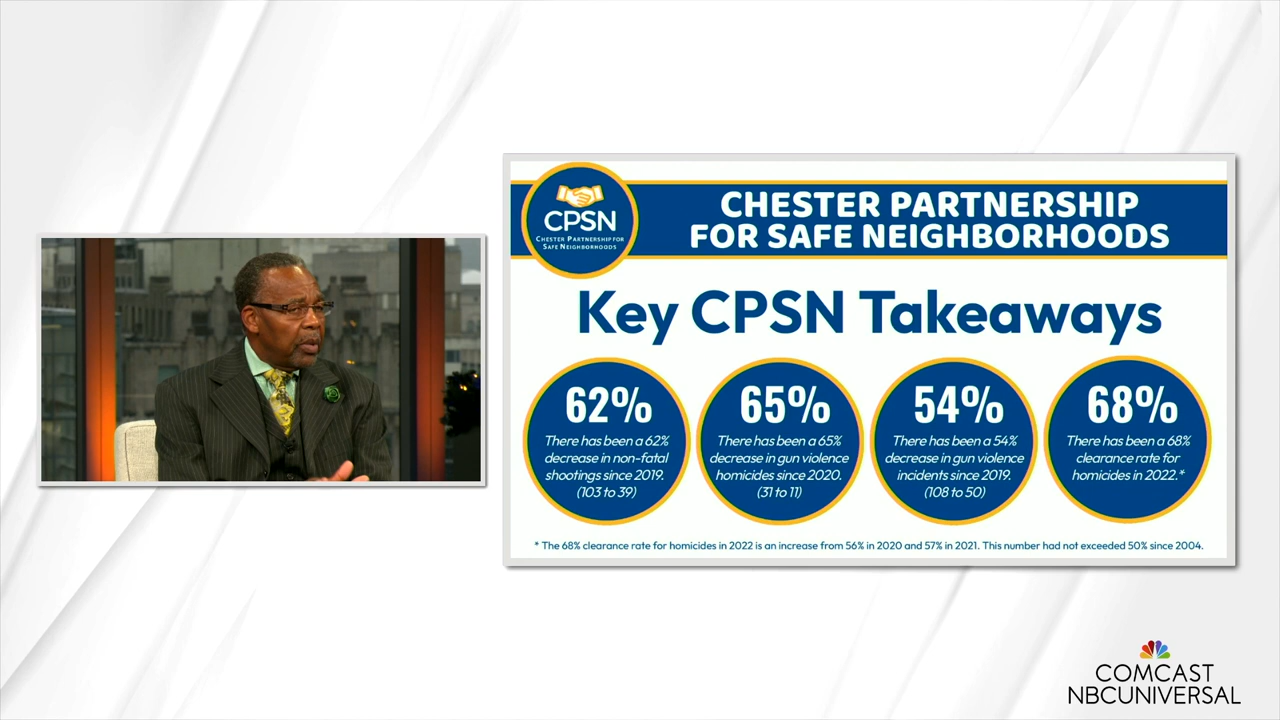 CPSN
CHESTER PARTNERSHIP FOR
SAFE NEIGHBORHOODS
CHESTER PARTNERSHIP
FOR SAFE NEIGHBORHOODS
Key CPSN Takeaways
62%
There has been a 62%
decrease in non-fatal
shootings since 2019.
(103 to 39)
65%
There has been a 65%
decrease in gun violence
homicides since 2020.
(31 to 11)
54%
There has been a 54%
decrease in gun violence
incidents since 2019.
(108 to 50)
68%
There has been a 68%
clearance rate for
homicides in 2022.*
* The 68% clearance rate for homicides in 2022 is an increase from 56% in 2020 and 57% in 2021. This number had not exceeded 50% since 2004.
COMCAST
NBCUNIVERSAL